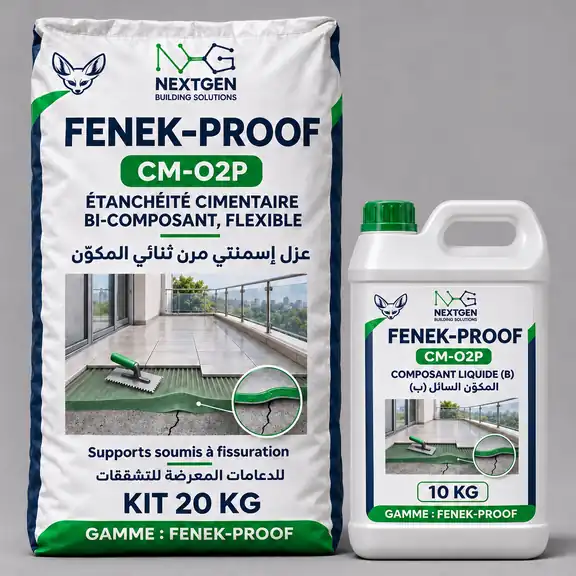 NEXTGEN
BUILDING SOLUTIONS
FENEK-PROOF
CM-02P
ÉTANCHÉITÉ CIMENTAIRE
BI-COMPOSANT, FLEXIBLE
عزل إسمنتي مرن ثنائي المكوّن
Supports soumis à fissuration
للدعامات المعرضة للتشققات
KIT 20 KG
GAMME : FENEK-PROOF
NEXTGEN
BUILDING SOLUTIONS
FENEK-PROOF
CM-02P
COMPOSANT LIQUIDE (B)
المكوّن السائل (ب)
10 KG
GAMME : FENEK-PROOF